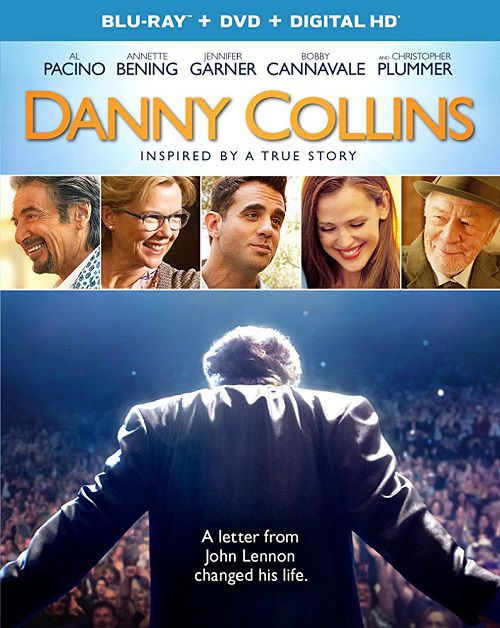 BLU-RAY™ + DVD + DIGITAL HD
AL PACINO ANNETTE BENING JENNIFER GARNER BOBBY CANNAVALE AND CHRISTOPHER PLUMMER
DANNY COLLINS
INSPIRED BY A TRUE STORY
A letter from
John Lennon
changed his life.